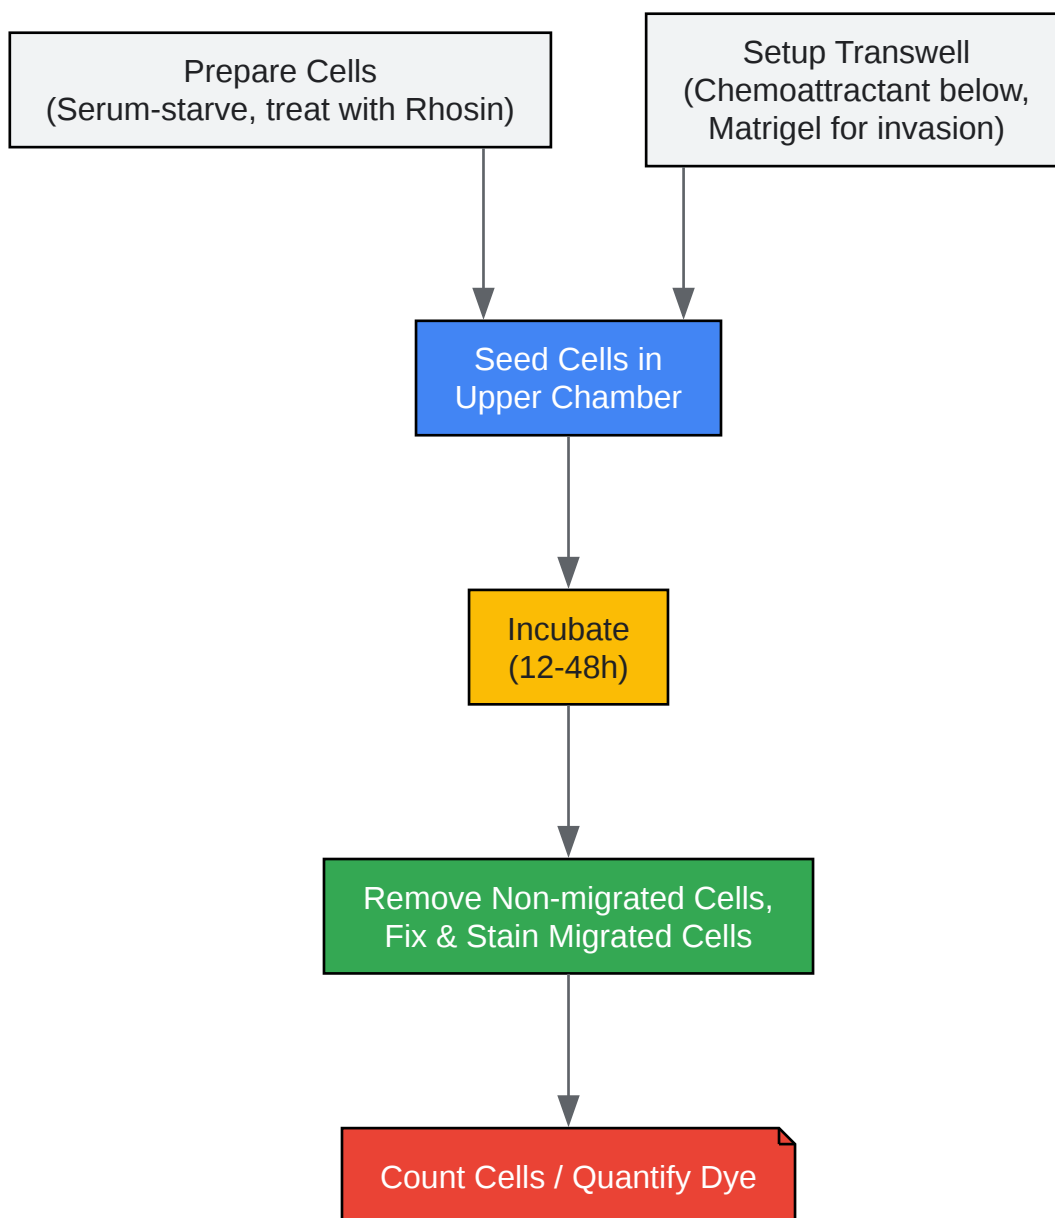 Prepare Cells
(Serum-starve, treat with Rhosin)
Setup Transwell
(Chemoattractant below,
Matrigel for invasion)
Seed Cells in
Upper Chamber
Incubate
(12-48h)
Remove Non-migrated Cells,
Fix & Stain Migrated Cells
Count Cells / Quantify Dye